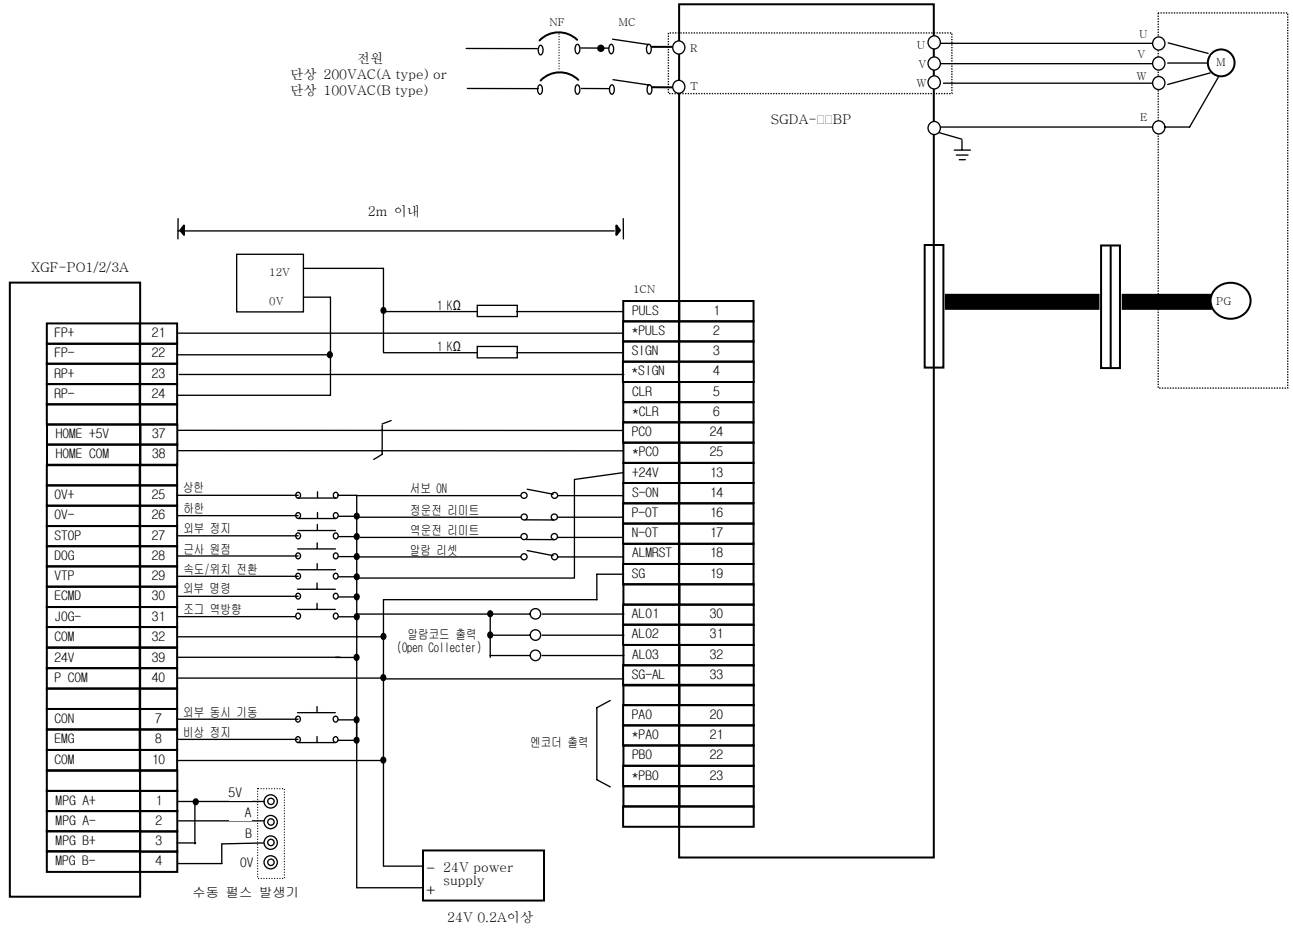 NF
MC
전원
단상 200VAC(A type) or
단상 100VAC(B type)
R
T
U
V
W
U
V
W
E
M
SGDA-□□BP
2m 이내
XGF-PO1/2/3A
12V
0V
1 KΩ
1 KΩ
1CN
PG
FP+ 21
FP- 22
RP+ 23
RP- 24
HOME +5V 37
HOME COM 38
OV+ 25 상한
OV- 26 하한
STOP 27 외부 정지
DOG 28 근사 원점
VTP 29 속도/위치 전환
ECMD 30 외부 명령
JOG- 31 조그 역방향
COM 32
24V 39
P COM 40
CON 7 외부 동시 기동
EMG 8 비상 정지
COM 10
MPG A+ 1
MPG A- 2
MPG B+ 3
MPG B- 4
5V
A
B
0V
수동 펄스 발생기
서보 ON
정운전 리미트
역운전 리미트
알람 리셋
알람코드 출력
(Open Collecter)
엔코더 출력
PULS 1
*PULS 2
SIGN 3
*SIGN 4
CLR 5
*CLR 6
PCO 24
*PCO 25
+24V 13
S-ON 14
P-OT 16
N-OT 17
ALMRST 18
SG 19
ALO1 30
ALO2 31
ALO3 32
SG-AL 33
PAO 20
*PAO 21
PBO 22
*PBO 23
- 24V power
supply
+
24V 0.2A이상